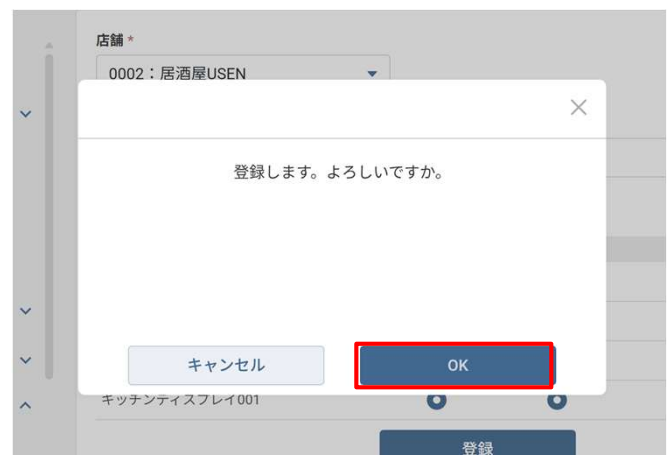 店舗 *
0002：居酒屋USEN
登録します。よろしいですか。
キャンセル
OK
キッチンディスプレイ001
登録